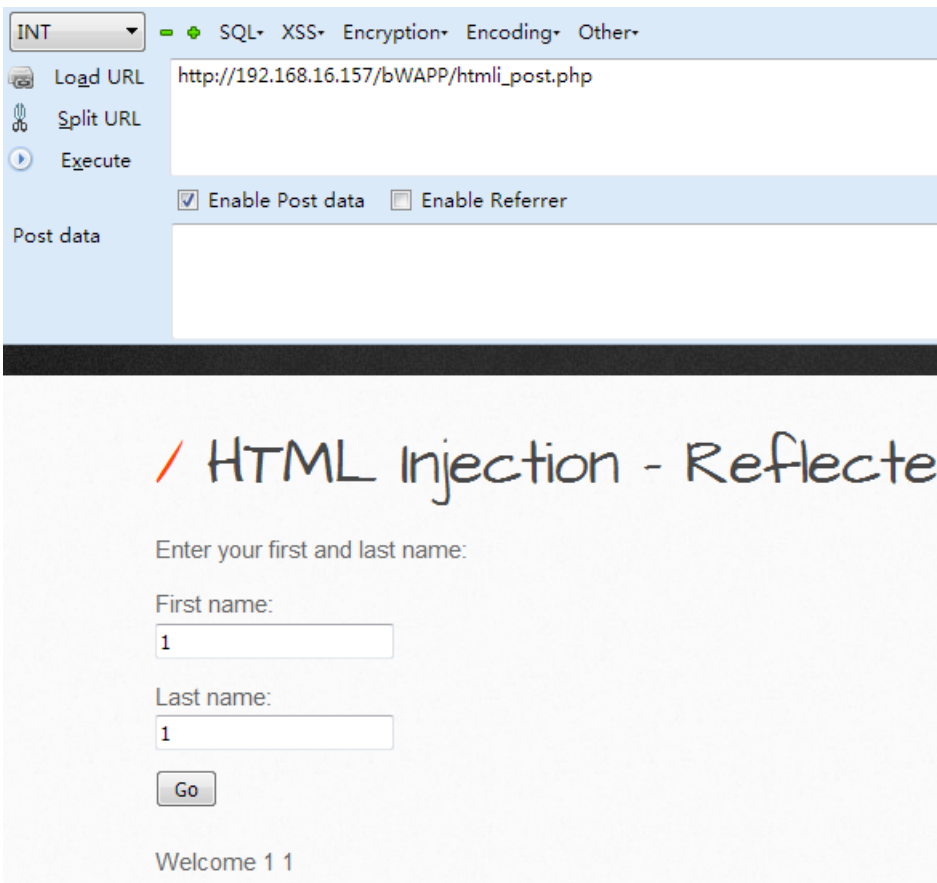 INT SQL XSS Encryption Encoding Other
Load URL
http://192.168.16.157/bWAPP/htmli_post.php
Split URL
Execute
Enable Post data Enable Referrer
Post data
/ HTML Injection - Reflecte
Enter your first and last name:
First name:
1
Last name:
1
Go
Welcome 1 1